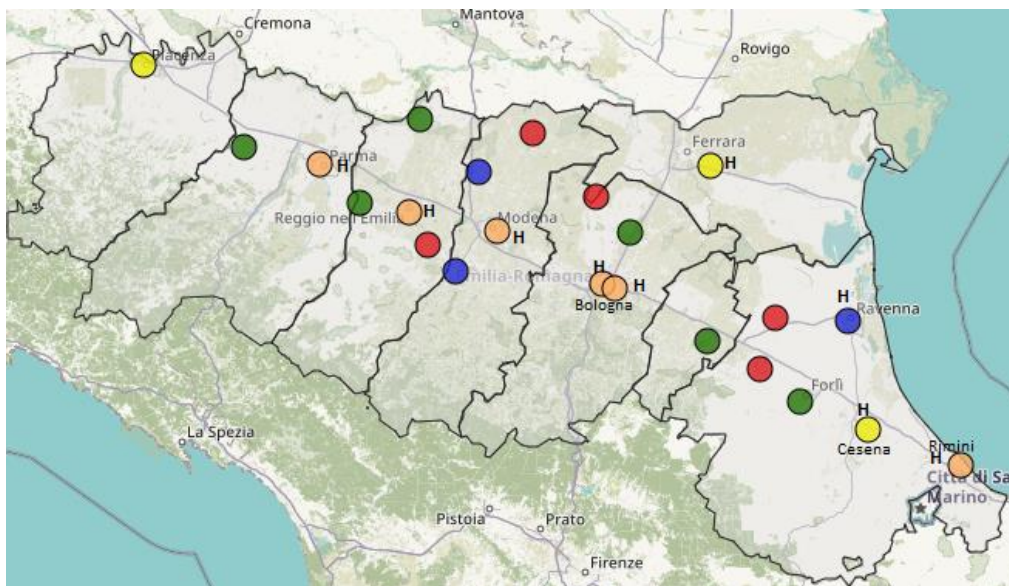 Cremona
Mantova
Rovigo
Piacenza
Ferrara
H
Parma
H
Reggio nell'Emilia
H
Modena
H
Emilia-Romagna
H
H
Bologna
H
Ravenna
Forlì
H
Cesena
Rimini
H
Città di Sa
Marino
La Spezia
Pistoia
Prato
Firenze